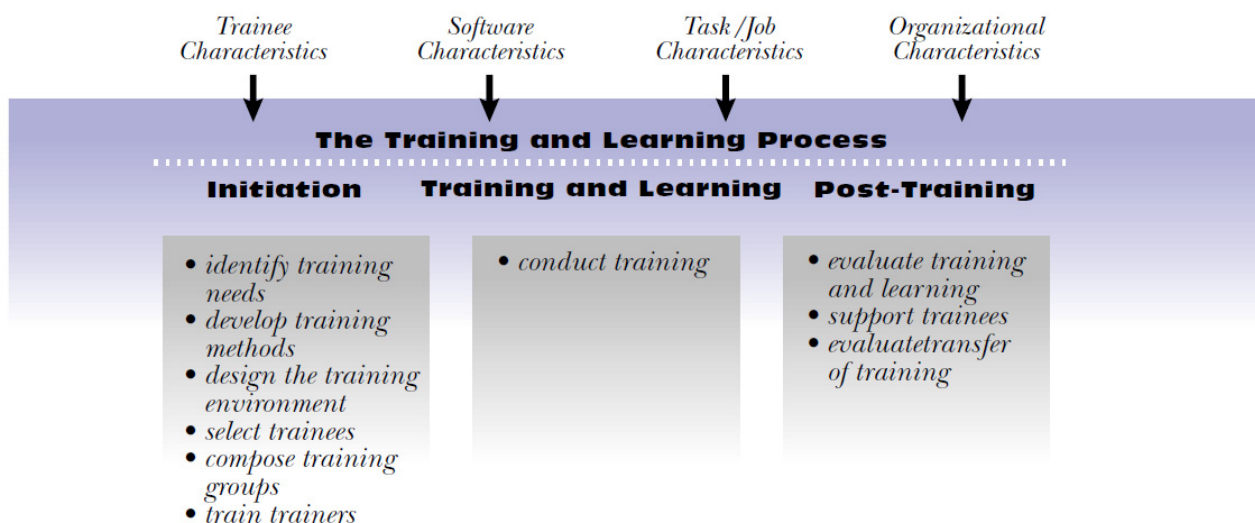 Trainee
Characteristics
Software
Characteristics
Task/Job
Characteristics
Organizational
Characteristics
The Training and Learning Process
Initiation
Training and Learning
Post-Training
• identify training
needs
• develop training
methods
• design the training
environment
• select trainees
• compose training
groups
• train trainers
• conduct training
• evaluate training
and learning
• support trainees
• evaluatetransfer
of training